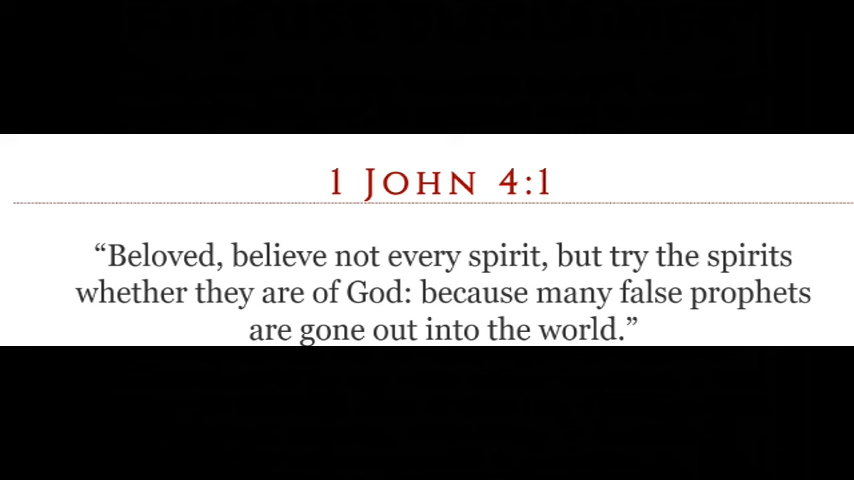 1 John 4:1
“Beloved, believe not every spirit, but try the spirits
whether they are of God: because many false prophets
are gone out into the world.”